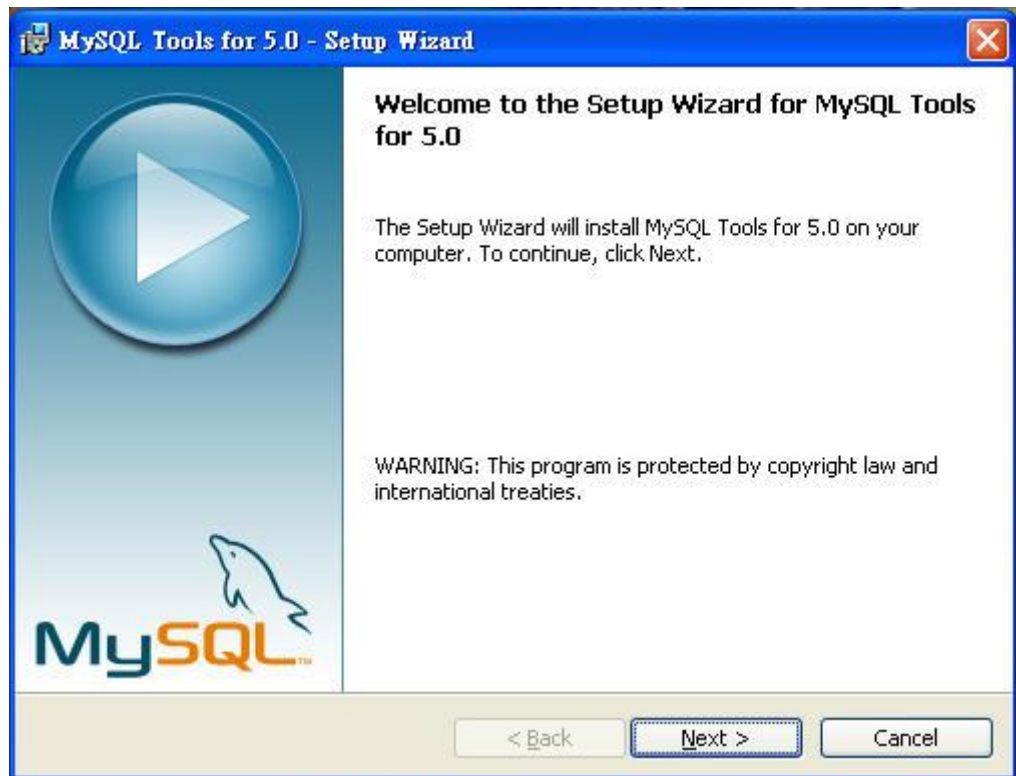 MySQL Tools for 5.0 - Setup Wizard
Welcome to the Setup Wizard for MySQL Tools
for 5.0
The Setup Wizard will install MySQL Tools for 5.0 on your
computer. To continue, click Next.
WARNING: This program is protected by copyright law and
international treaties.
MySQL
< Back
Next >
Cancel